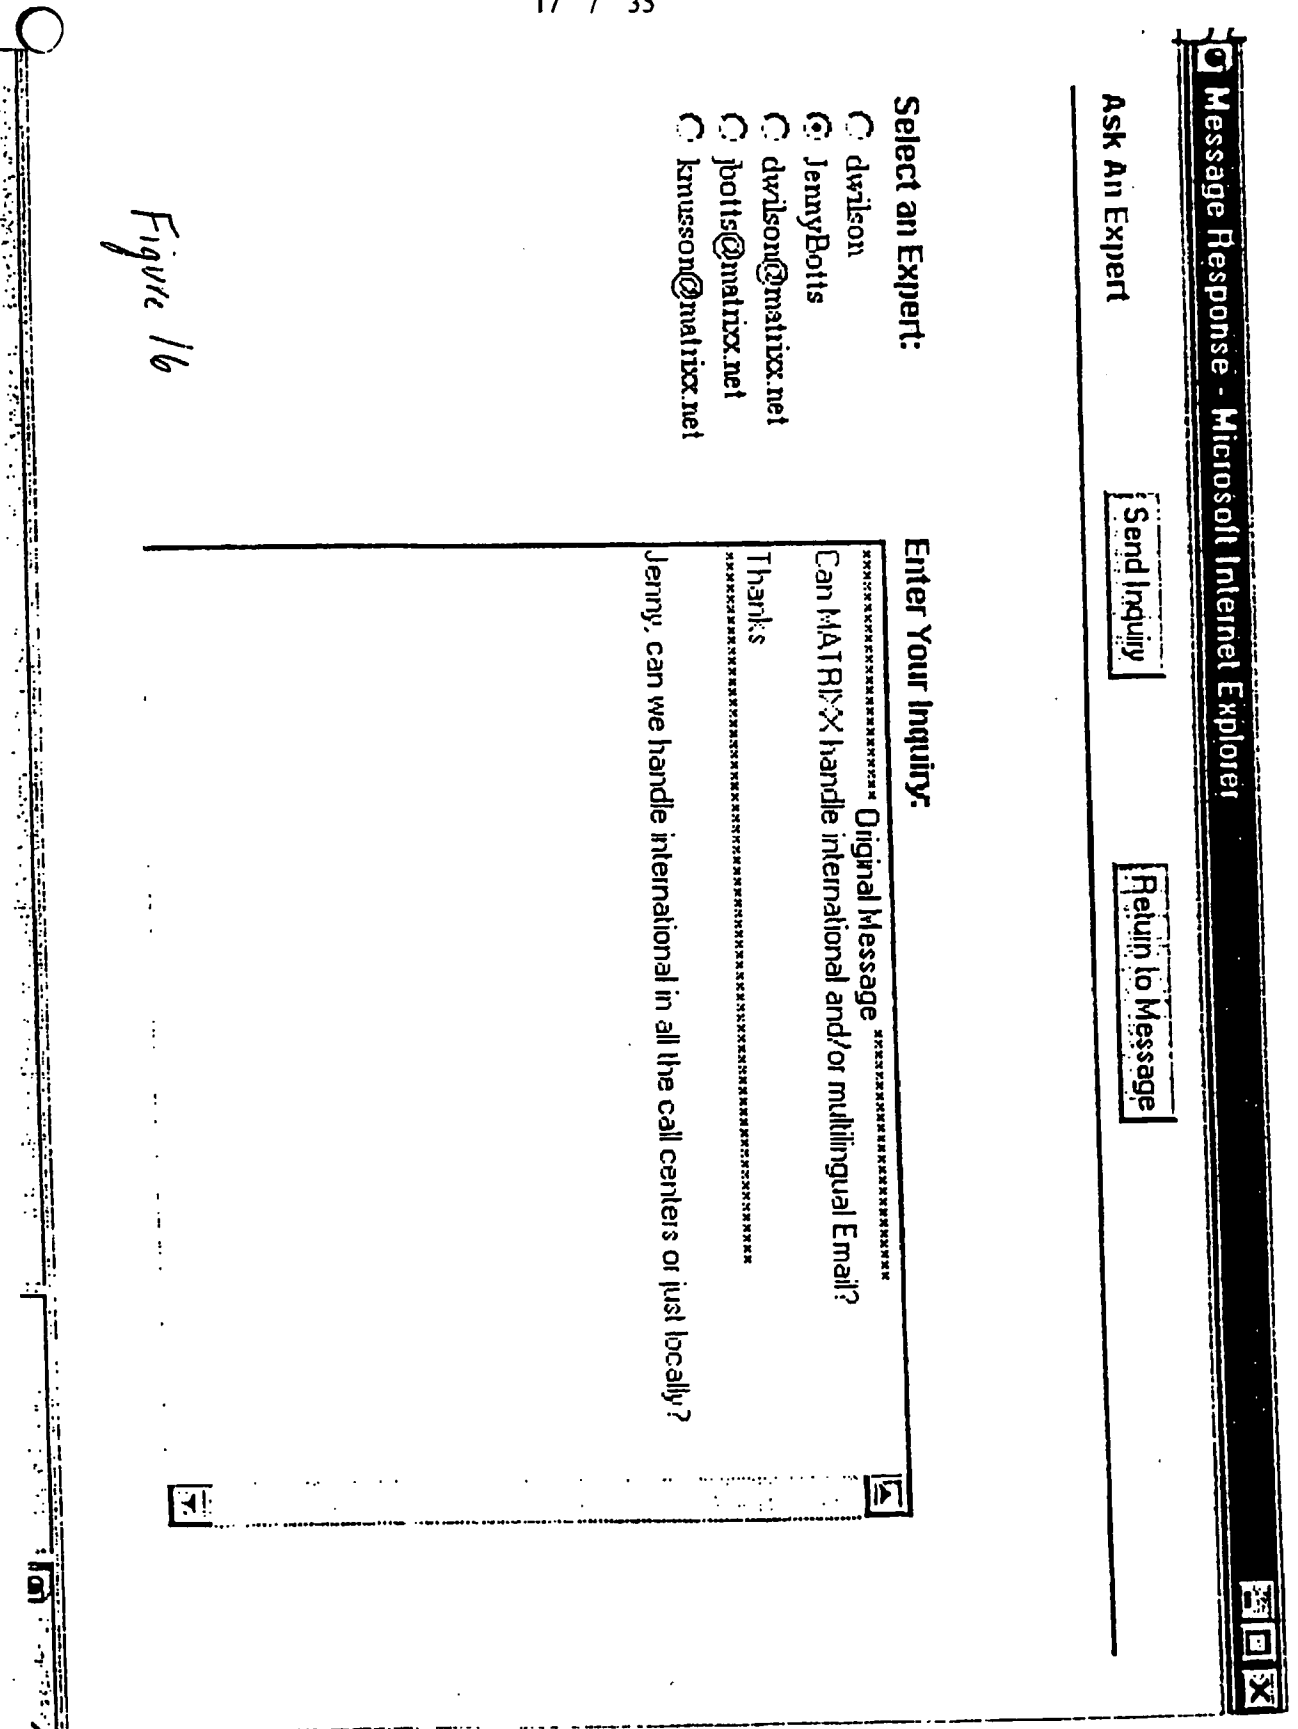 17 / 35
Message Response - Microsoft Internet Explorer
Ask An Expert
Send Inquiry
Return to Message
Select an Expert:
dwilson
JennyBotts
dwilson@matrixx.net
jbotts@matrixx.net
kmusson@matrixx.net
Enter Your Inquiry:
************************* Original Message *************************
Can MATRIXX handle international and/or multilingual Email?
Thanks
**********************************************************************
Jenny, can we handle international in all the call centers or just locally?
Figure 16